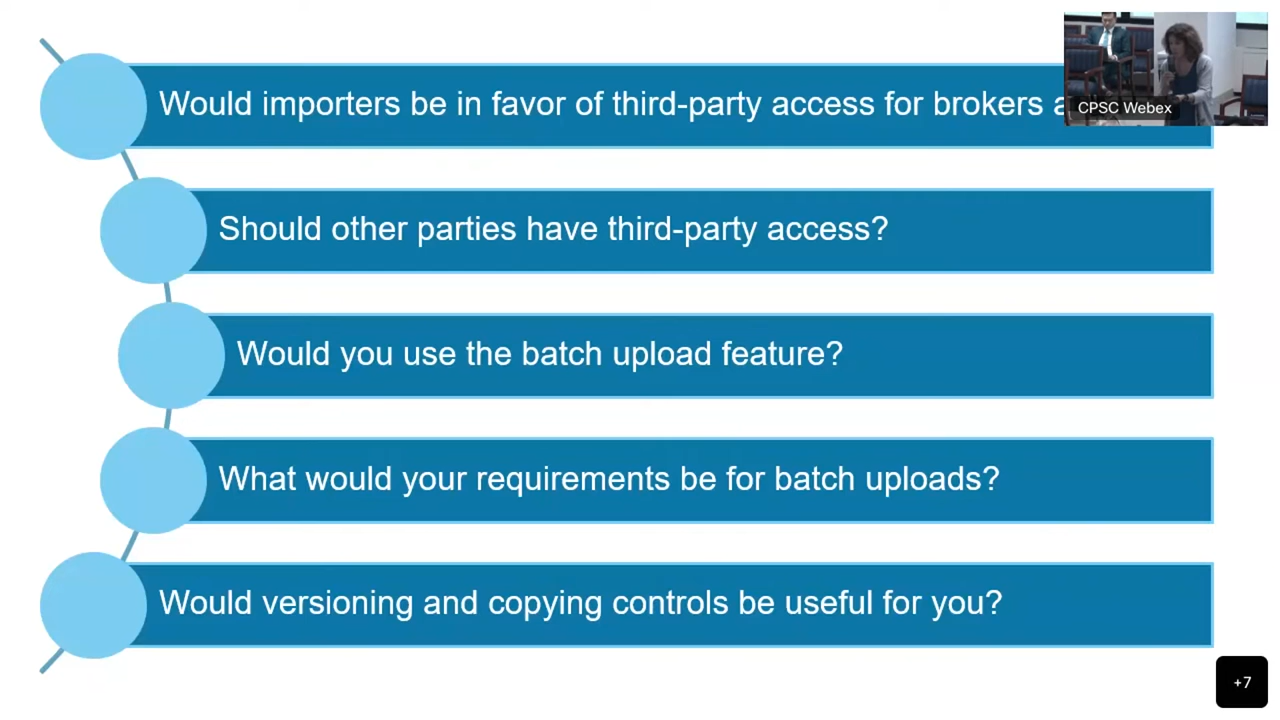 Would importers be in favor of third-party access for brokers
CPSC Webex
Should other parties have third-party access?
Would you use the batch upload feature?
What would your requirements be for batch uploads?
Would versioning and copying controls be useful for you?
+7